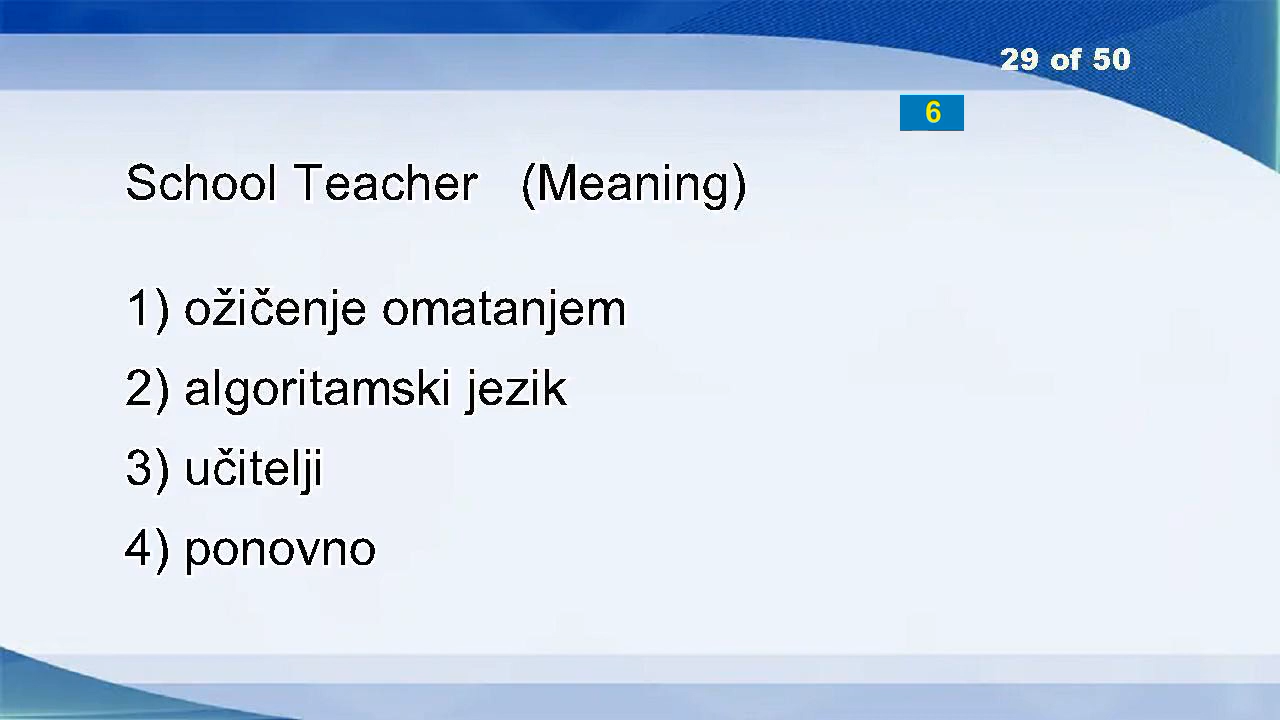 29 of 50
6
School Teacher (Meaning)
1) ožičenje omatanjem
2) algoritamski jezik
3) učitelji
4) ponovno